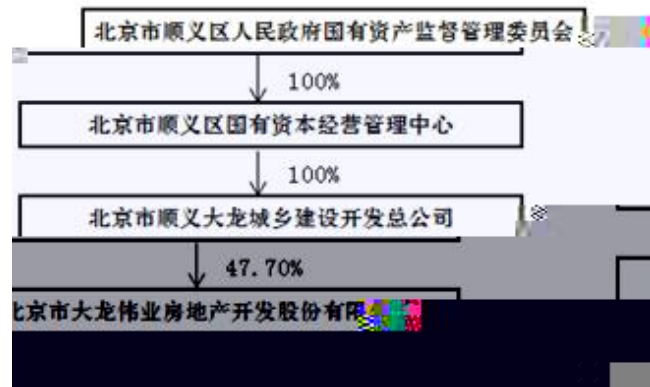 北京市顺义区人民政府国有资产监督管理委员会
100%
北京市顺义区国有资本经营管理中心
100%
北京市顺义大龙城乡建设开发总公司
47.70%
北京市大龙伟业房地产开发股份有限